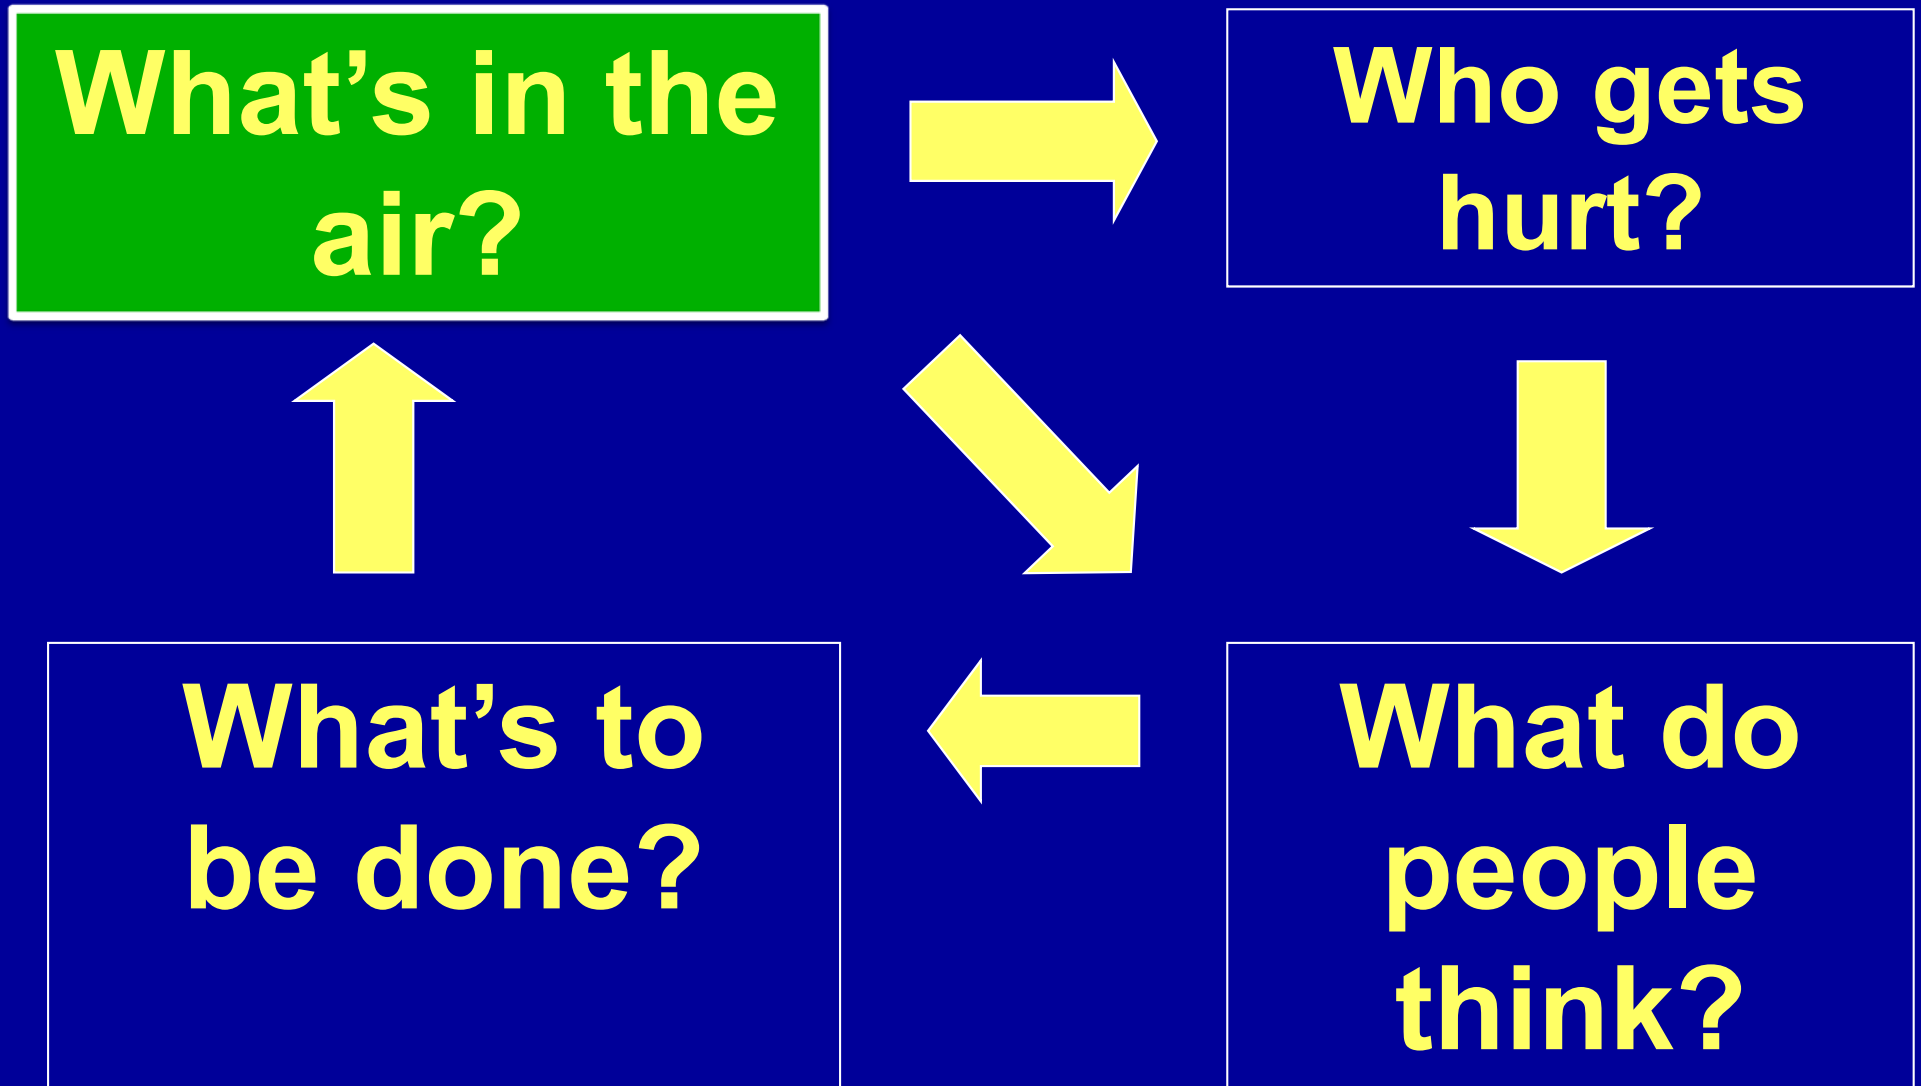 What’s in the
air?
Who gets
hurt?
What’s to
be done?
What do
people
think?